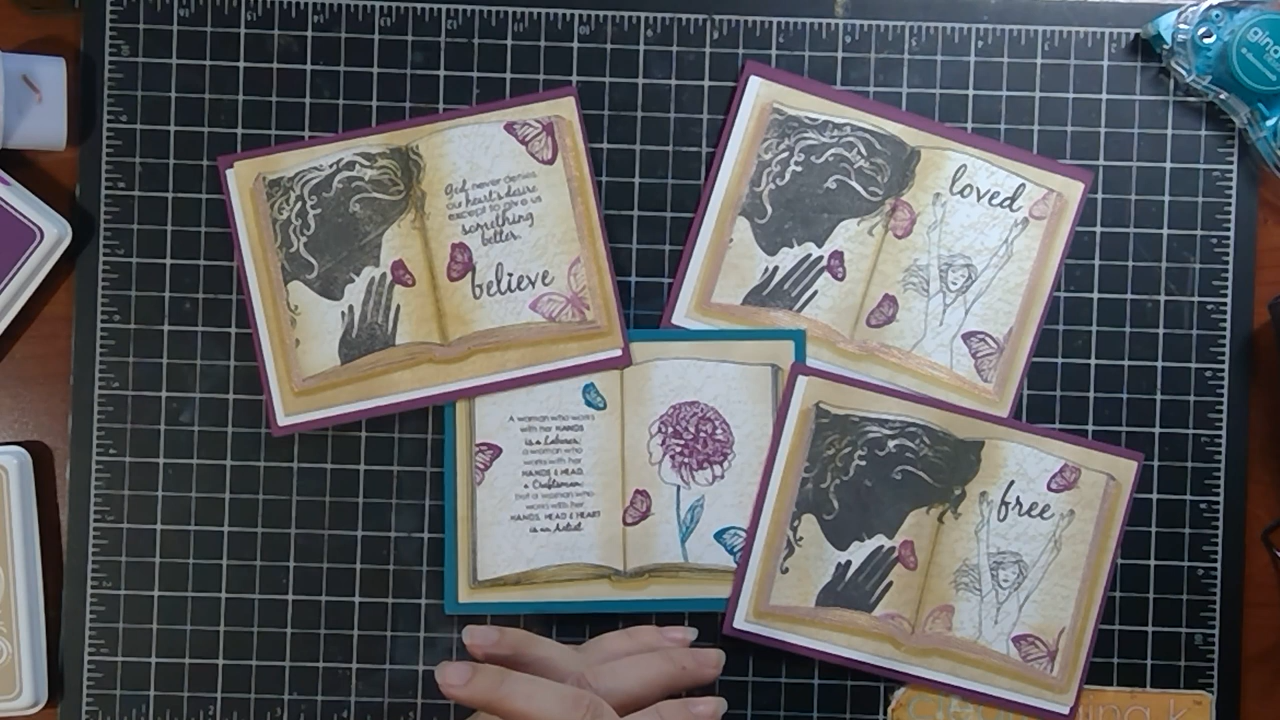 God never denies
our heart's desire
except to give us
something
better.
believe
loved
A woman who works
with her HANDS
is a Laborer;
a woman who
works with her
HANDS & HEAD,
a Craftsman;
but a woman who
works with her
HANDS, HEAD & HEART
is an Artist
free